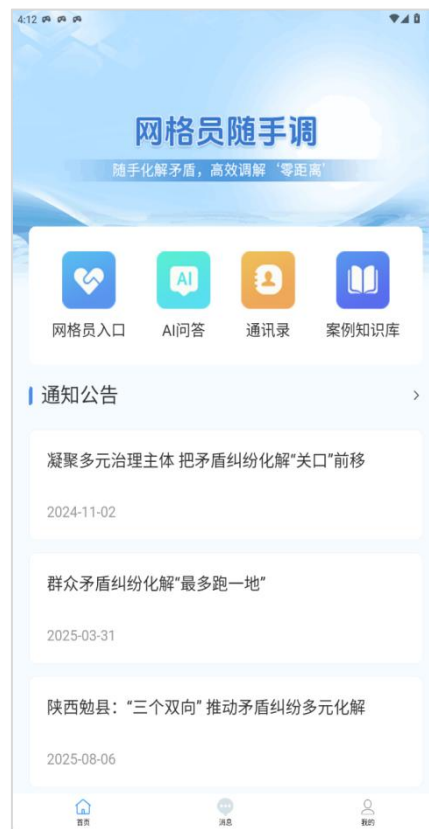 4:12
网格员随手调
随手化解矛盾，高效调解‘零距离’
网格员入口
AI
AI问答
通讯录
案例知识库
通知公告
凝聚多元治理主体 把矛盾纠纷化解“关口”前移
2024-11-02
群众矛盾纠纷化解“最多跑一地”
2025-03-31
陕西勉县：“三个双向” 推动矛盾纠纷多元化解
2025-08-06
首页
消息
我的